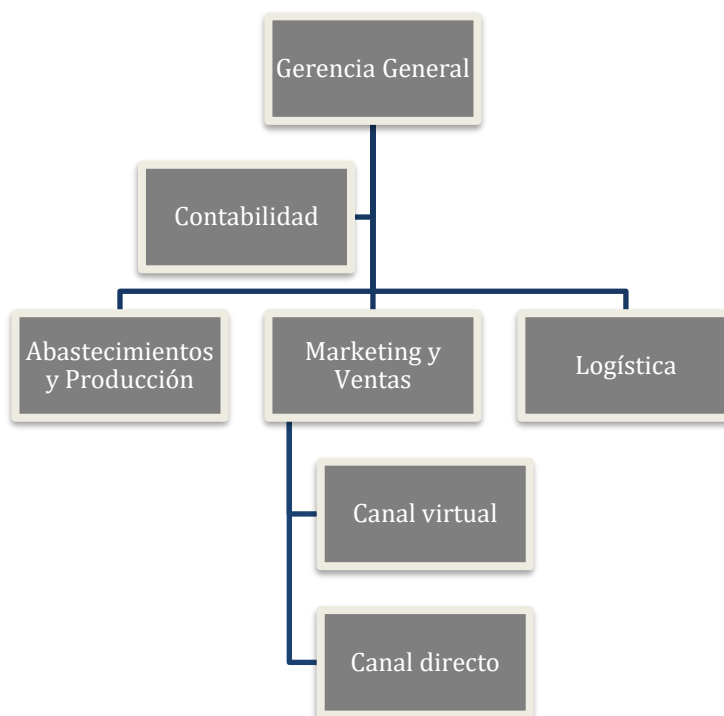 Gerencia General
Contabilidad
Abastecimientos
y Producción
Marketing y
Ventas
Logística
Canal virtual
Canal directo